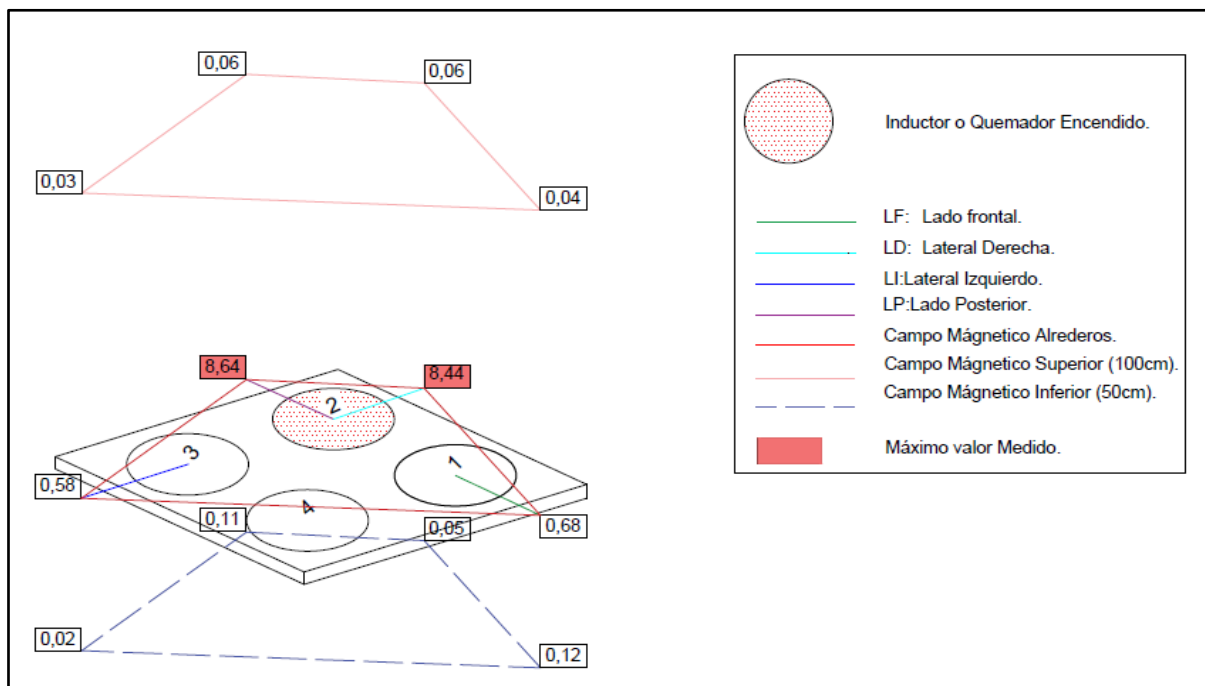 0,06
0,06
0,03
0,04
8,64
8,44
2
3
1
0,58
4
0,11
0,05
0,68
0,02
0,12
Inductor o Quemador Encendido.
LF: Lado frontal.
LD: Lateral Derecha.
LI:Lateral Izquierdo.
LP:Lado Posterior.
Campo Mágnetico Alrederos.
Campo Mágnetico Superior (100cm).
Campo Mágnetico Inferior (50cm).
Máximo valor Medido.